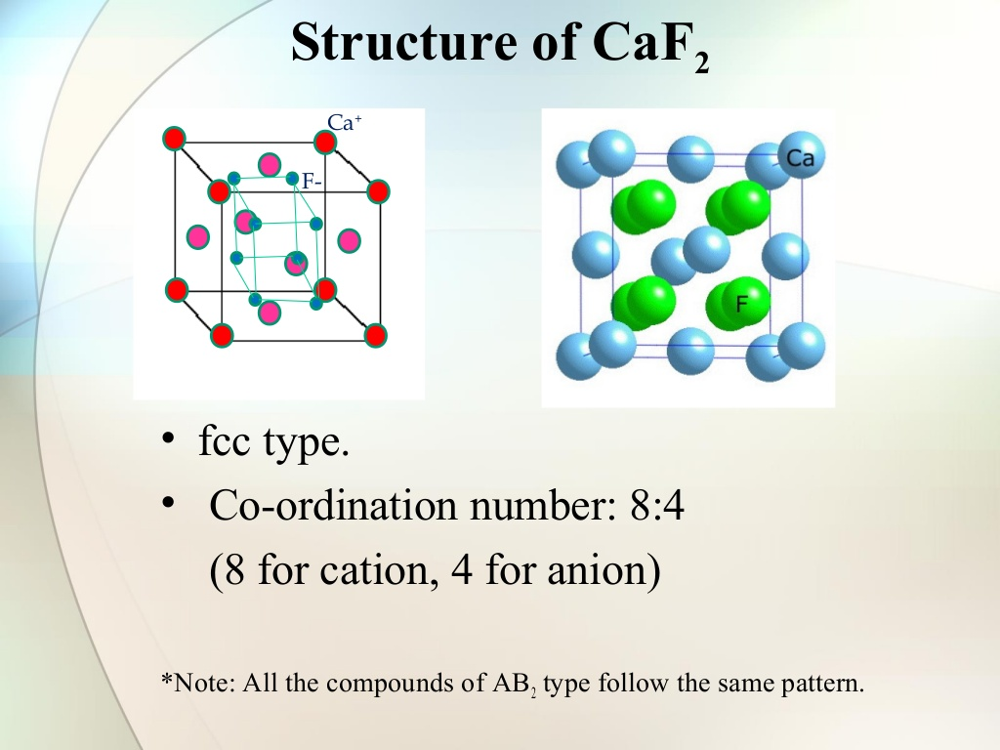 Structure of CaF₂
Ca⁺
F-
Ca
F
• fcc type.
• Co-ordination number: 8:4
(8 for cation, 4 for anion)
*Note: All the compounds of AB₂ type follow the same pattern.